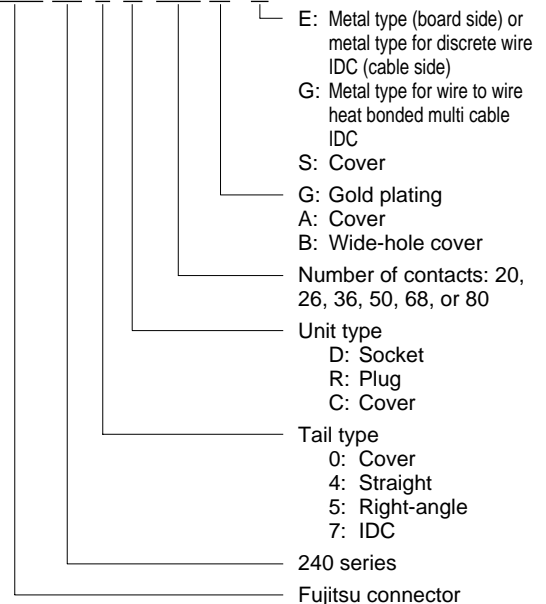 E: Metal type (board side) or
metal type for discrete wire
IDC (cable side)
G: Metal type for wire to wire
heat bonded multi cable
IDC
S: Cover
G: Gold plating
A: Cover
B: Wide-hole cover
Number of contacts: 20,
26, 36, 50, 68, or 80
Unit type
D: Socket
R: Plug
C: Cover
Tail type
0: Cover
4: Straight
5: Right-angle
7: IDC
240 series
Fujitsu connector